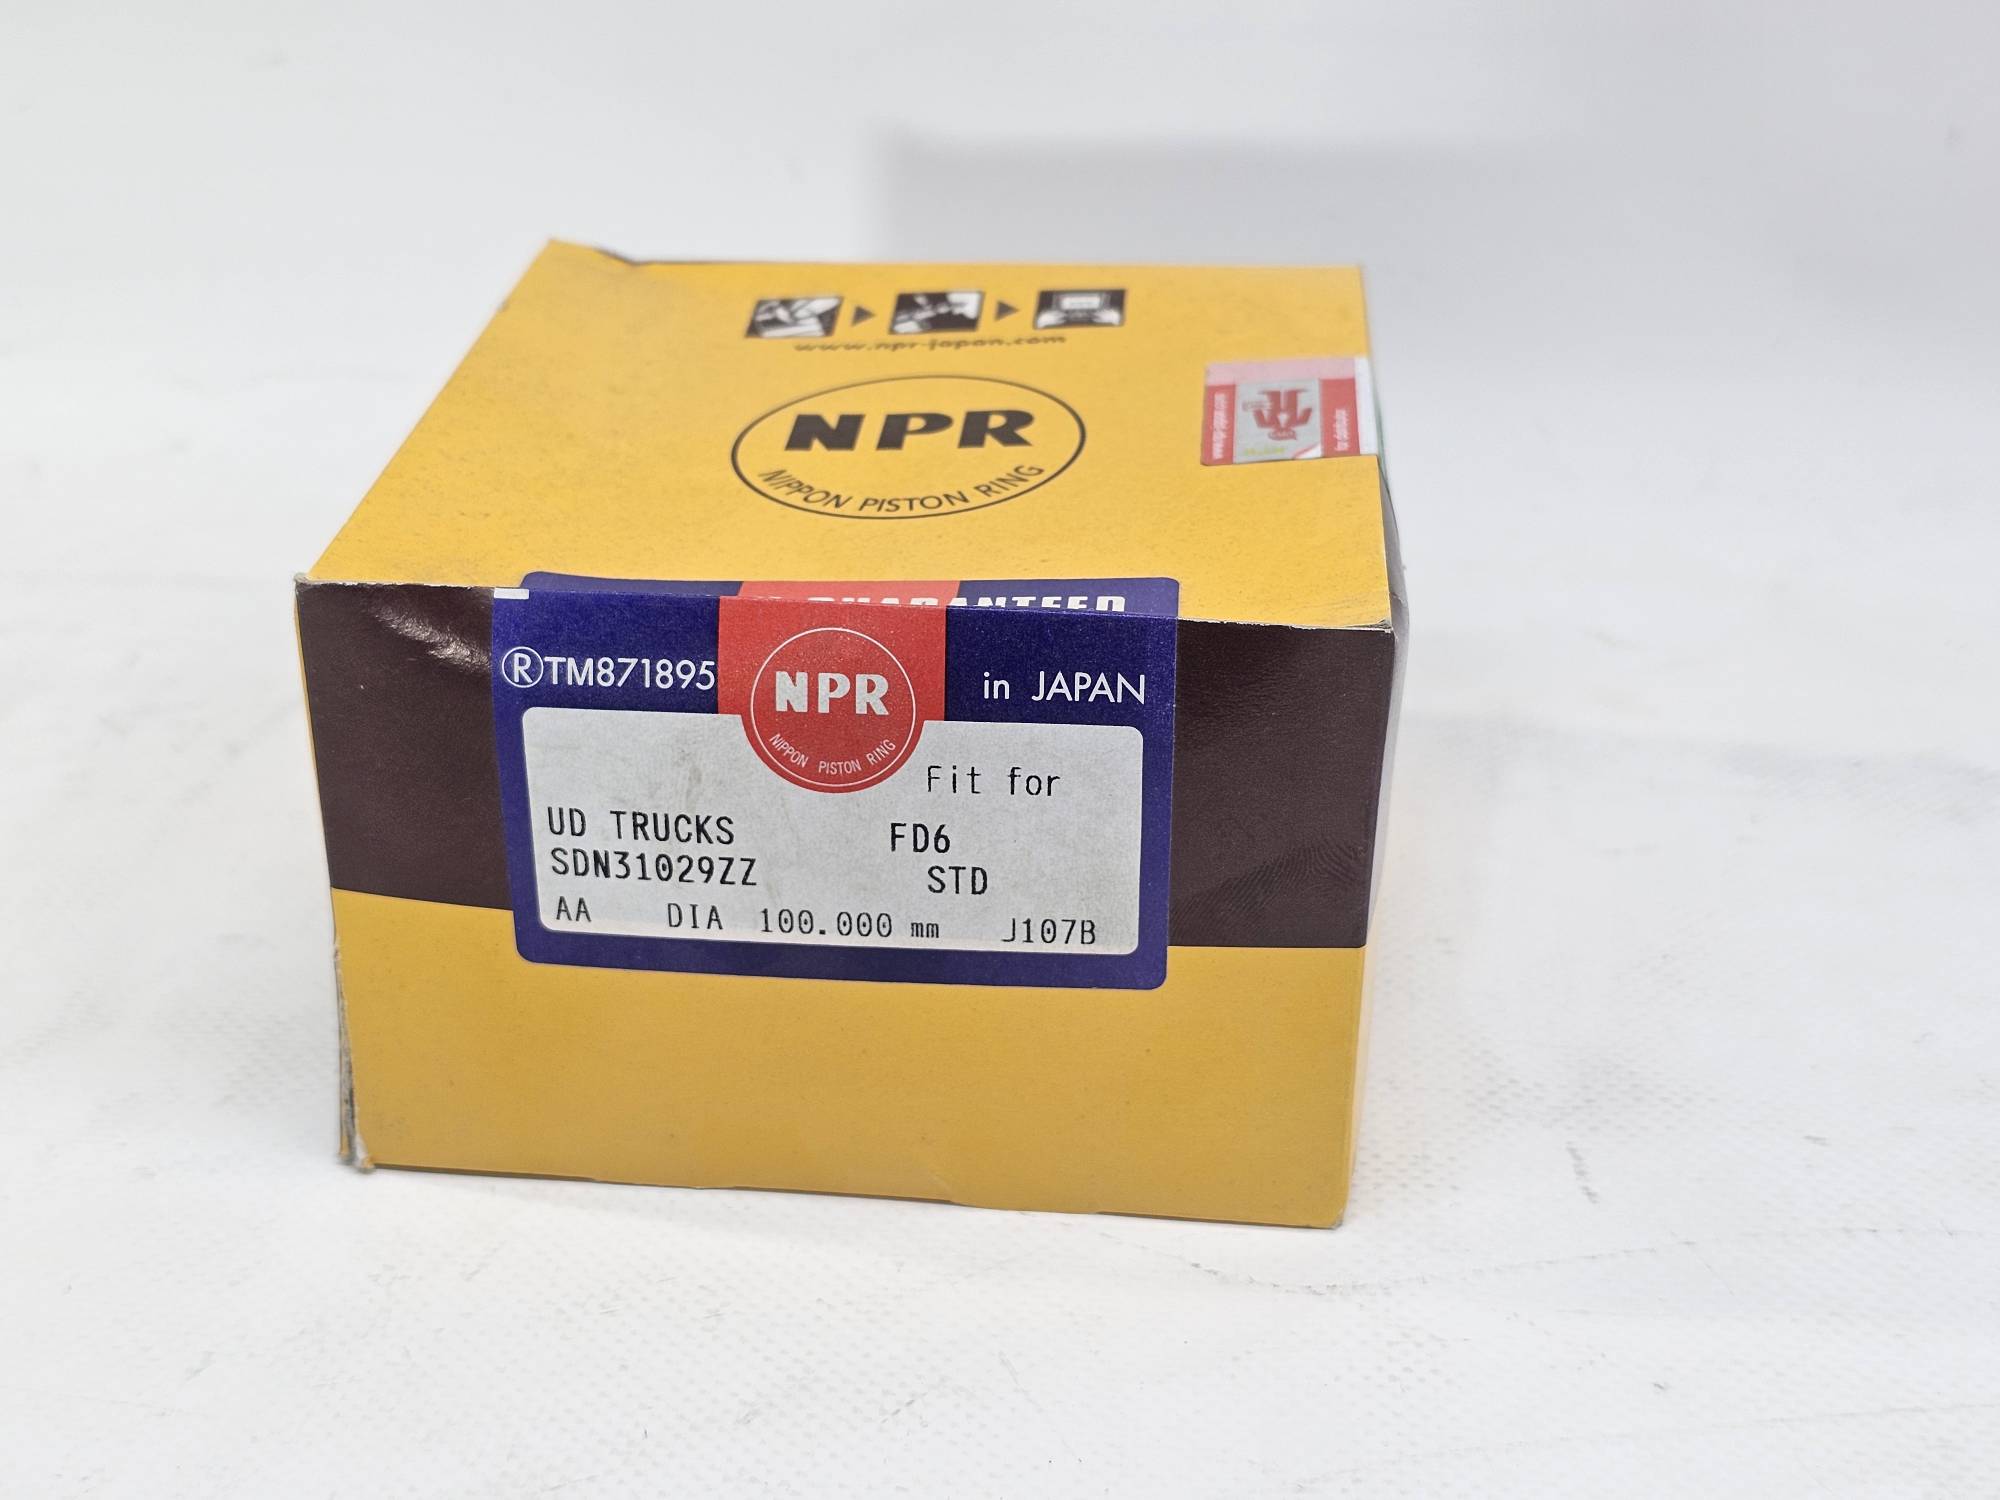 www.npr-japan.com
NPR
NIPPON PISTON RING
GUARANTEED
®TM871895
NPR
NIPPON PISTON RING
in JAPAN
Fit for
UD TRUCKS FD6
SDN31029ZZ STD
AA DIA 100.000 mm J107B